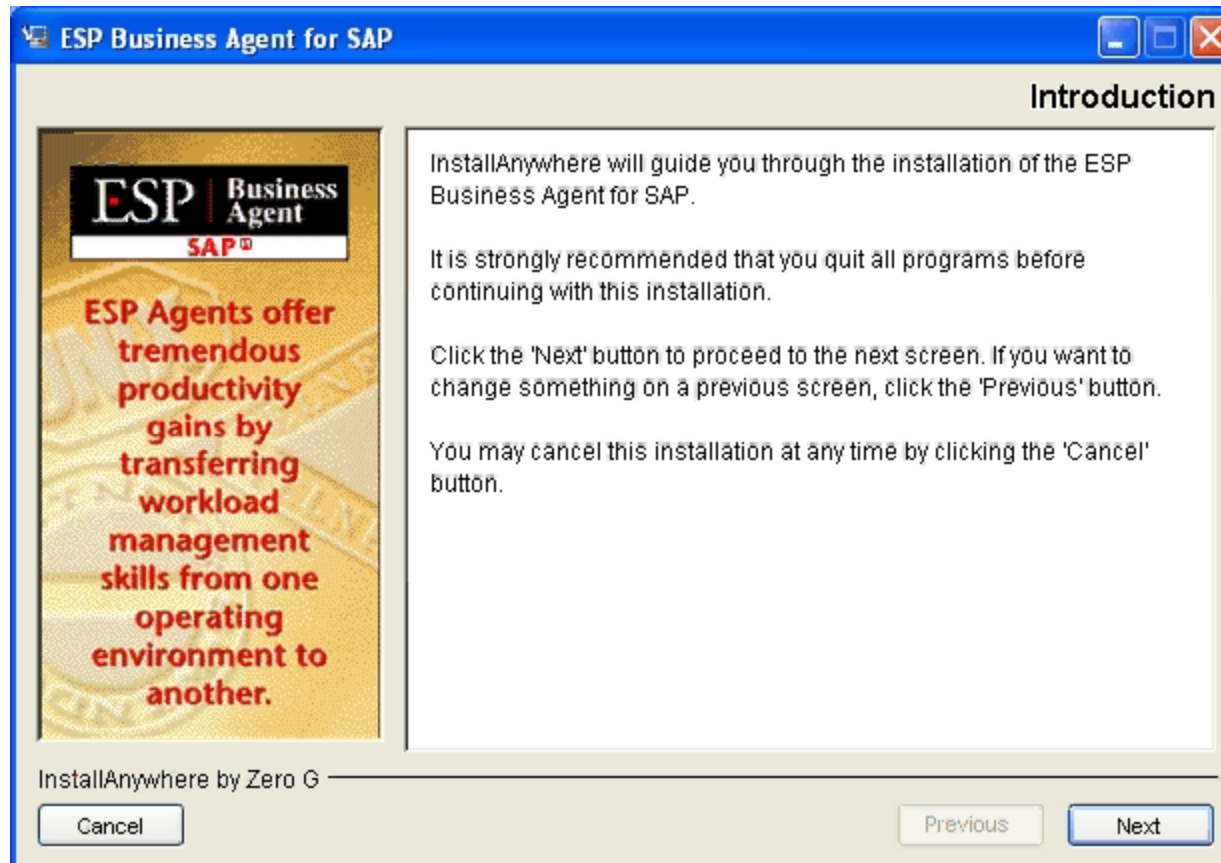 ESP Business Agent for SAP
Introduction
ESP Business
Agent
SAP®
ESP Agents offer
tremendous
productivity
gains by
transferring
workload
management
skills from one
operating
environment to
another.
InstallAnywhere will guide you through the installation of the ESP
Business Agent for SAP.
It is strongly recommended that you quit all programs before
continuing with this installation.
Click the 'Next' button to proceed to the next screen. If you want to
change something on a previous screen, click the 'Previous' button.
You may cancel this installation at any time by clicking the 'Cancel'
button.
InstallAnywhere by Zero G
Cancel
Previous
Next